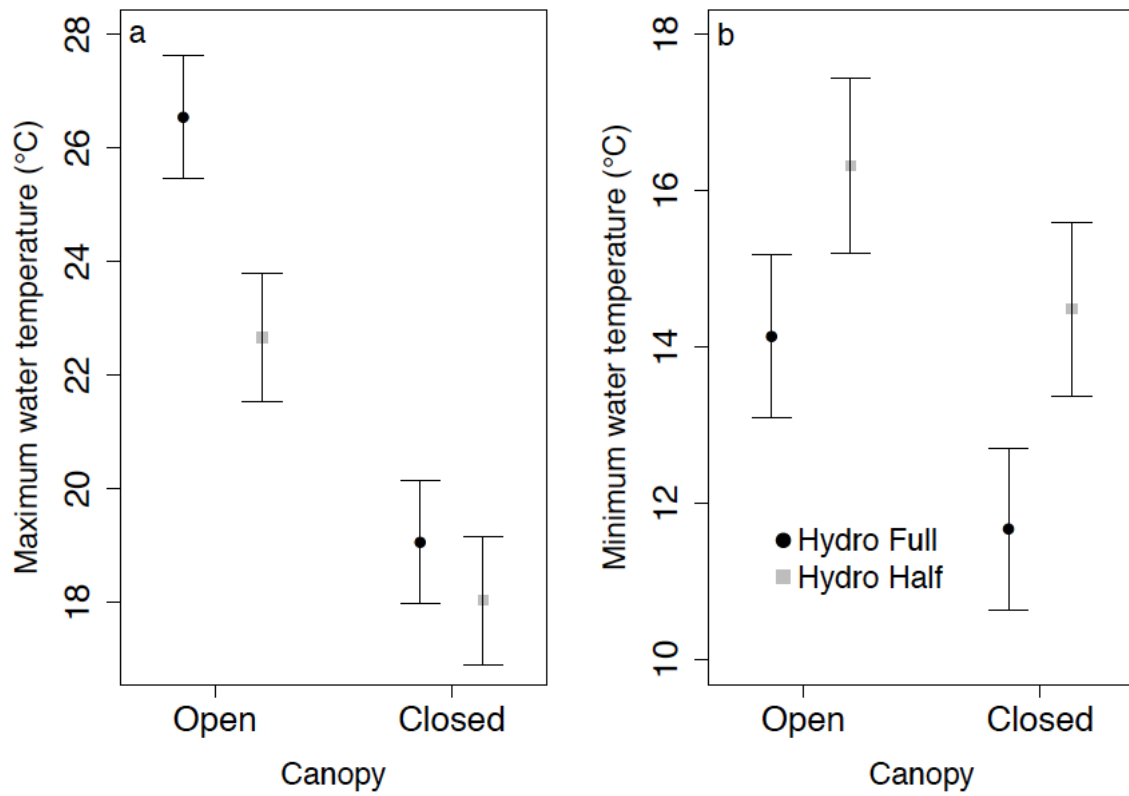 a
Maximum water temperature (°C)
28
26
24
22
20
18
Open
Closed
Canopy
b
Minimum water temperature (°C)
18
16
14
12
10
Hydro Full
Hydro Half
Open
Closed
Canopy